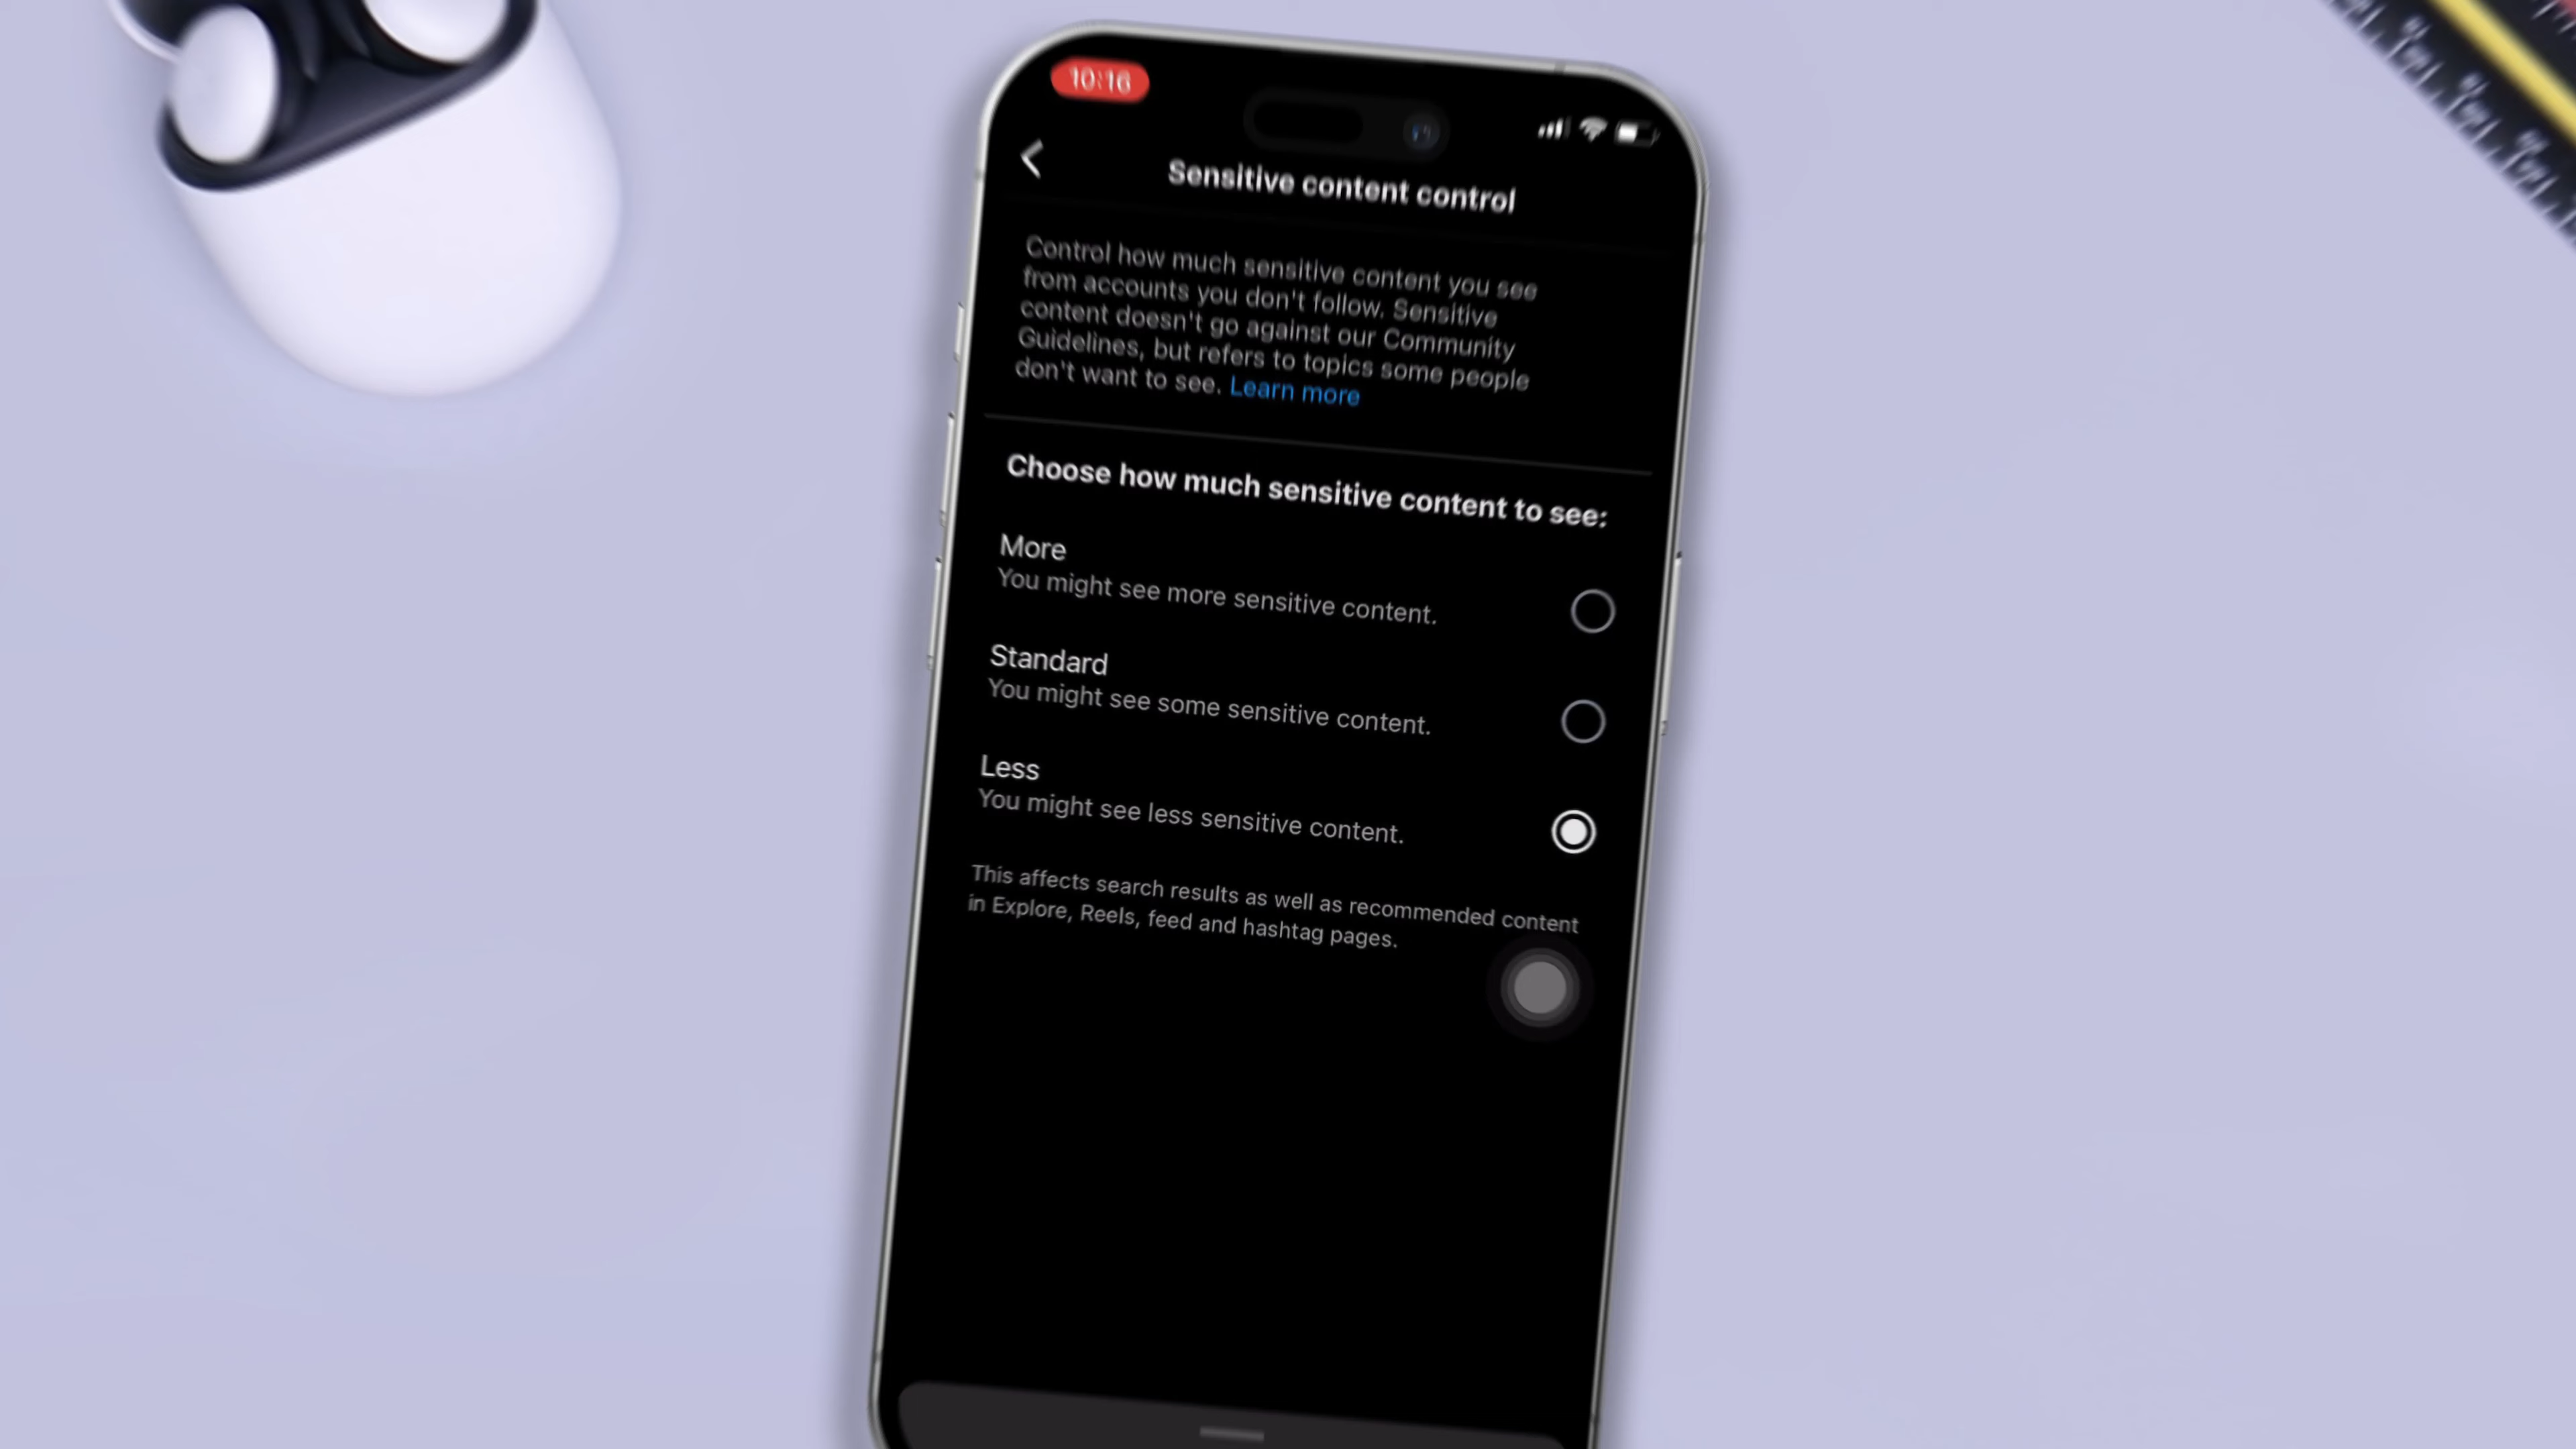 10:16
Sensitive content control
Control how much sensitive content you see
from accounts you don't follow. Sensitive
content doesn't go against our Community
Guidelines, but refers to topics some people
don't want to see. Learn more
Choose how much sensitive content to see:
More
You might see more sensitive content.
Standard
You might see some sensitive content.
Less
You might see less sensitive content.
This affects search results as well as recommended content
in Explore, Reels, feed and hashtag pages.